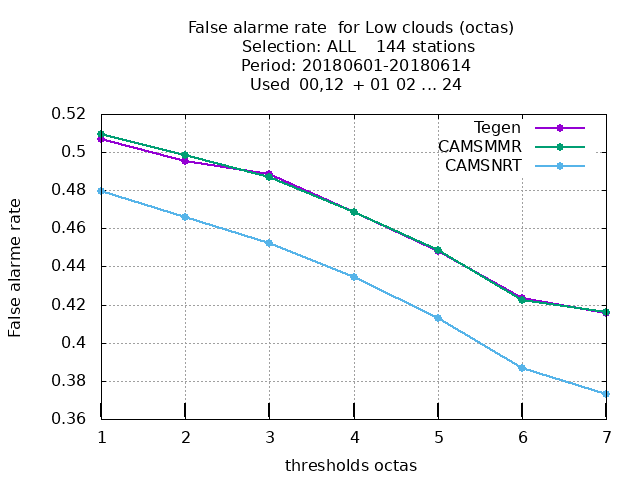 False alarme rate  for Low clouds (octas)
Selection: ALL    144 stations
Period: 20180601-20180614
Used  00,12  + 01 02 ... 24
Tegen
CAMSMMR
CAMSNRT
0.52
0.5
0.48
0.46
0.44
0.42
0.4
0.38
0.36
False alarme rate
1 2 3 4 5 6 7
thresholds octas